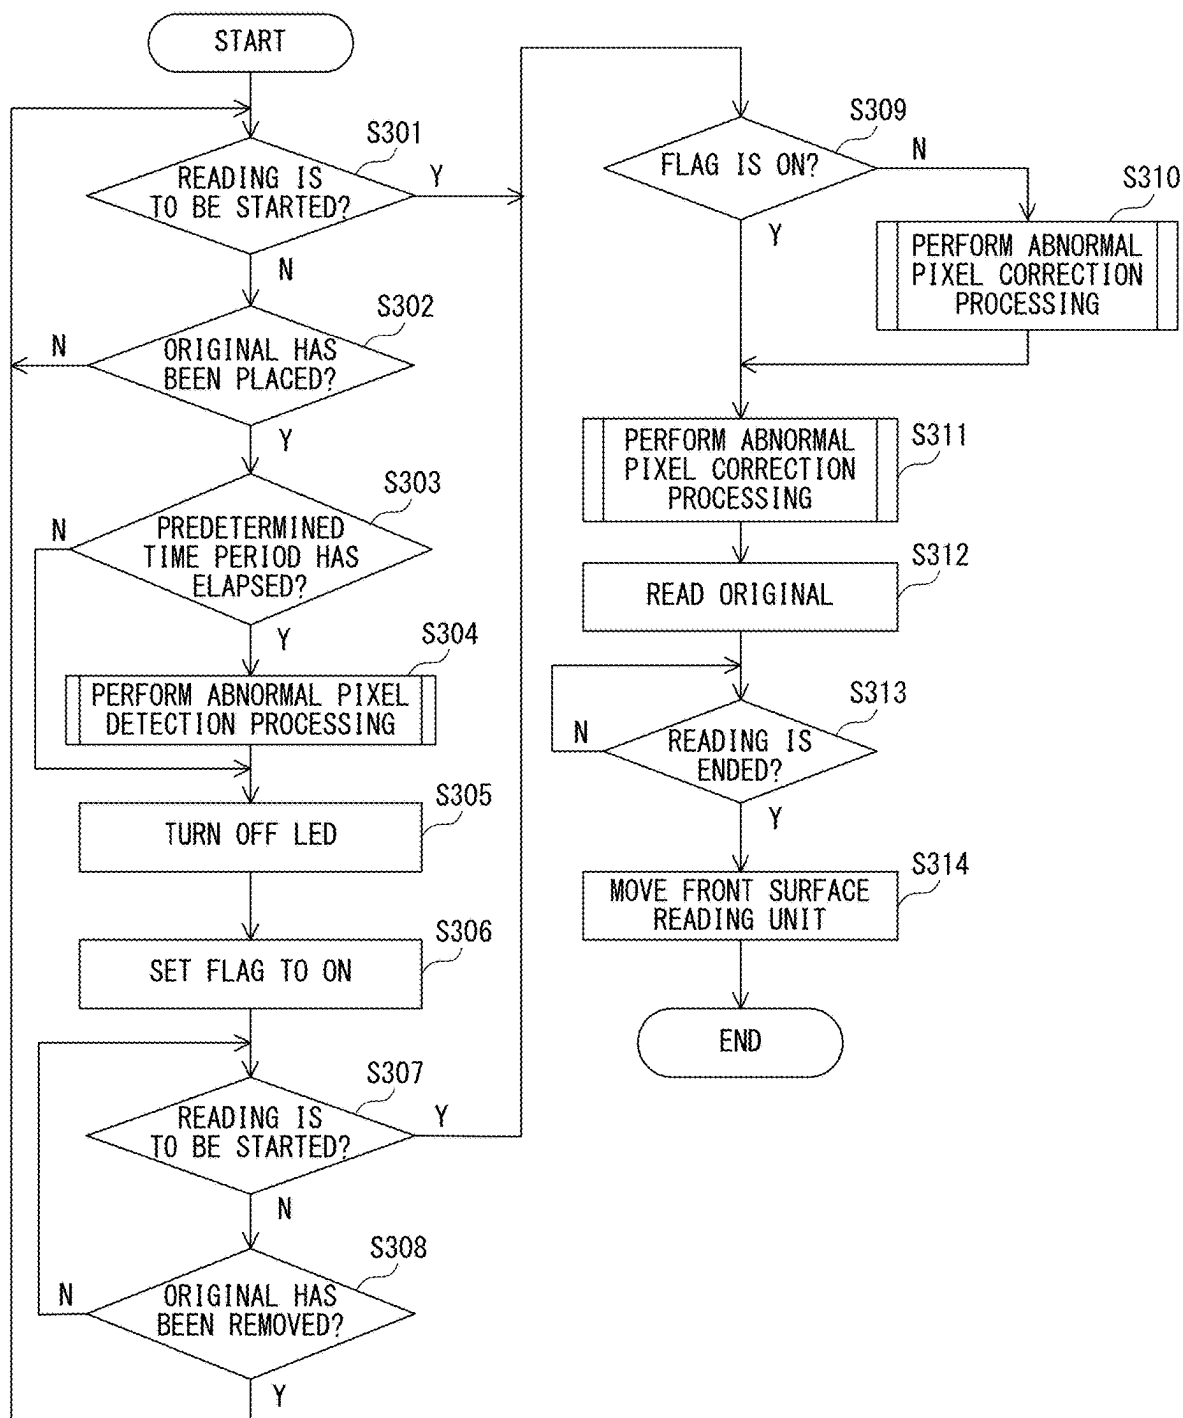 START
S301
READING IS
TO BE STARTED?
Y
N
S302
ORIGINAL HAS
BEEN PLACED?
N
Y
S303
PREDETERMINED
TIME PERIOD HAS
ELAPSED?
N
Y
S304
PERFORM ABNORMAL PIXEL
DETECTION PROCESSING
S305
TURN OFF LED
S306
SET FLAG TO ON
S307
READING IS
TO BE STARTED?
Y
N
S308
ORIGINAL HAS
BEEN REMOVED?
N
Y
S309
FLAG IS ON?
N
Y
S310
PERFORM ABNORMAL
PIXEL CORRECTION
PROCESSING
S311
PERFORM ABNORMAL
PIXEL CORRECTION
PROCESSING
S312
READ ORIGINAL
S313
READING IS
ENDED?
N
Y
S314
MOVE FRONT SURFACE
READING UNIT
END